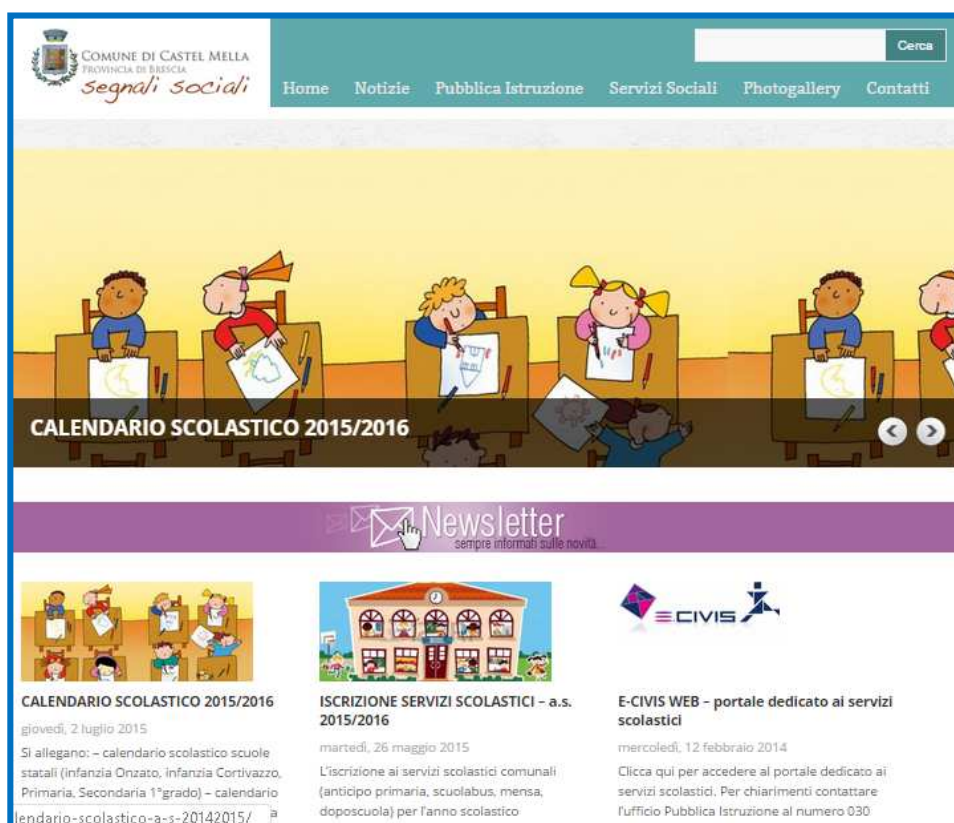 COMUNE DI CASTEL MELLA
PROVINCIA DI BRESCIA
segnali sociali
Cerca
Home Notizie Pubblica Istruzione Servizi Sociali Photogallery Contatti
CALENDARIO SCOLASTICO 2015/2016
Newsletter
sempre informati sulle novità...
E-CIVIS
CALENDARIO SCOLASTICO 2015/2016
giovedì, 2 luglio 2015
Si allegano: – calendario scolastico scuole
statali (infanzia Onzato, infanzia Cortivazzo,
Primaria, Secondaria 1°grado) – calendario
lendario-scolastico-a-s-20142015/ a
ISCRIZIONE SERVIZI SCOLASTICI – a.s.
2015/2016
martedì, 26 maggio 2015
L'iscrizione ai servizi scolastici comunali
(anticipo primaria, scuolabus, mensa,
doposcuola) per l'anno scolastico
E-CIVIS WEB – portale dedicato ai servizi
scolastici
mercoledì, 12 febbraio 2014
Clicca qui per accedere al portale dedicato ai
servizi scolastici. Per chiarimenti contattare
l'ufficio Pubblica Istruzione al numero 030